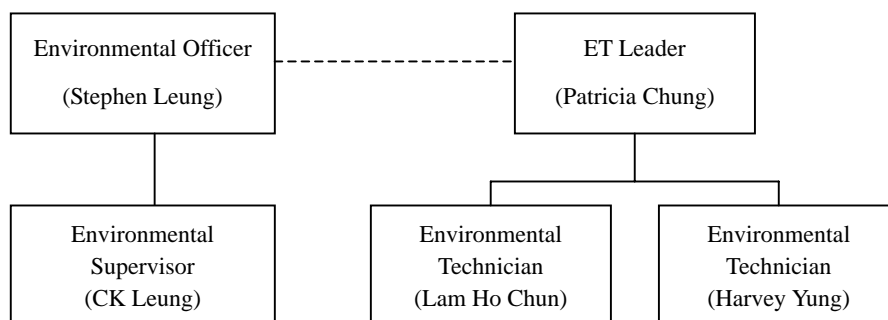 Environmental Officer
(Stephen Leung)
ET Leader
(Patricia Chung)
Environmental
Supervisor
(CK Leung)
Environmental
Technician
(Lam Ho Chun)
Environmental
Technician
(Harvey Yung)